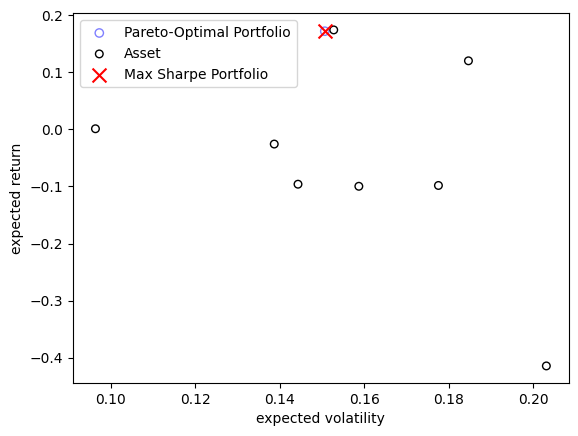 Pareto-Optimal Portfolio
Asset
Max Sharpe Portfolio
0.2
0.1
0.0
−0.1
−0.2
−0.3
−0.4
expected return
0.10
0.12
0.14
0.16
0.18
0.20
expected volatility